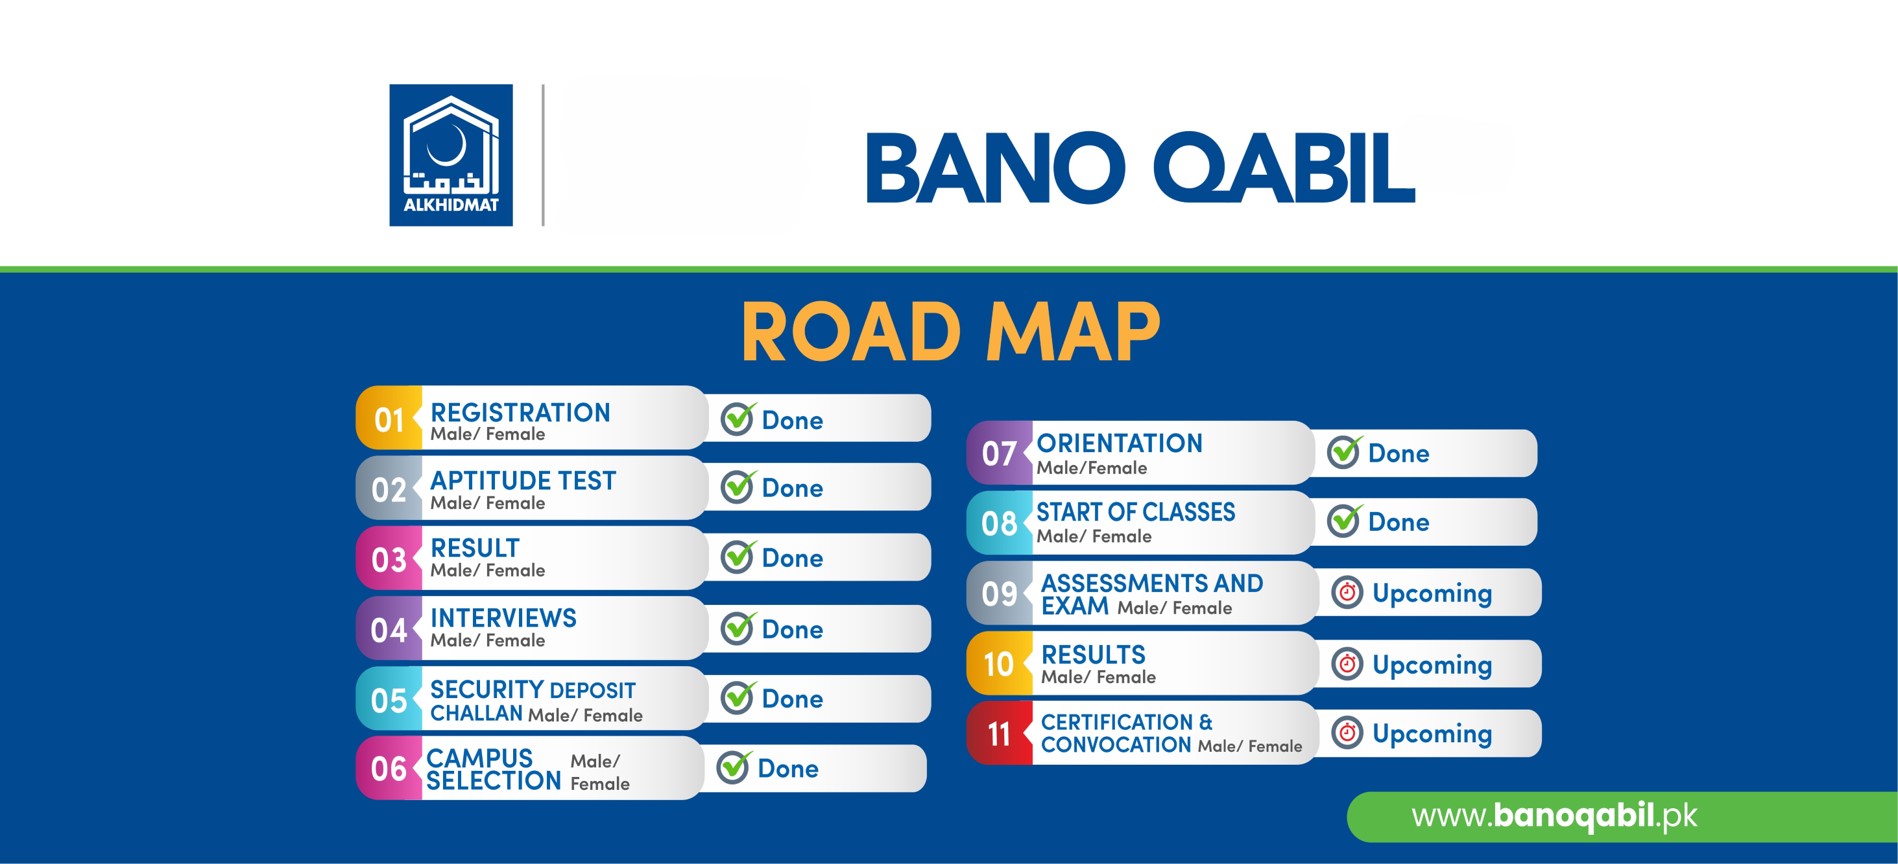 الخدمت
ALKHIDMAT
BANO QABIL
ROAD MAP
01 REGISTRATION
Male/ Female
Done
02 APTITUDE TEST
Male/ Female
Done
03 RESULT
Male/ Female
Done
04 INTERVIEWS
Male/ Female
Done
05 SECURITY DEPOSIT
CHALLAN Male/ Female
Done
06 CAMPUS
SELECTION Male/
Female
Done
07 ORIENTATION
Male/Female
Done
08 START OF CLASSES
Male/ Female
Done
09 ASSESSMENTS AND
EXAM Male/ Female
Upcoming
10 RESULTS
Male/ Female
Upcoming
11 CERTIFICATION &
CONVOCATION Male/ Female
Upcoming
www.banoqabil.pk